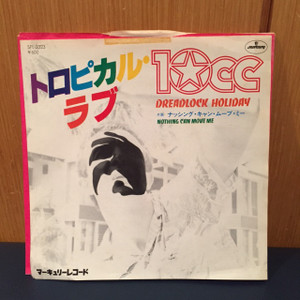 トロピカル・
ラブ
10cc
DREADLOCK HOLIDAY
ナッシング・キャン・ムーブ・ミー
NOTHING CAN MOVE ME
マーキュリーレコード